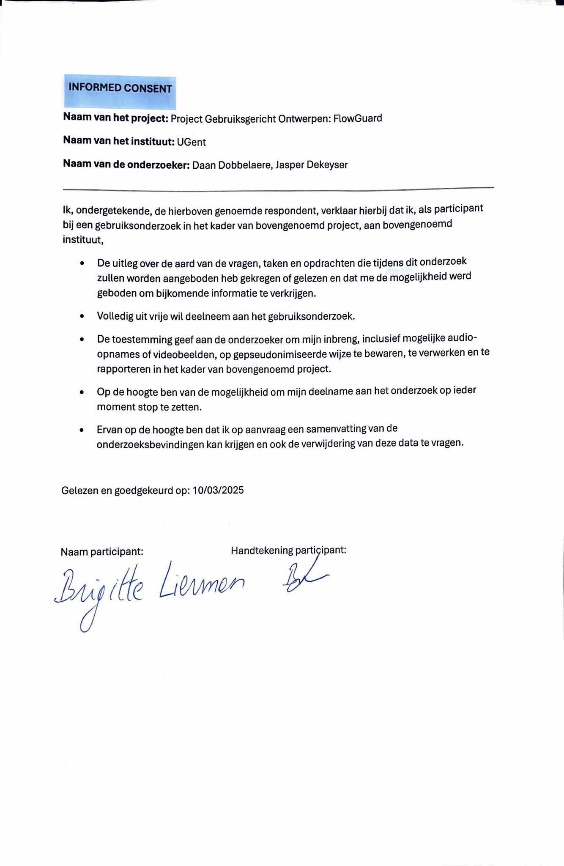 INFORMED CONSENT
Naam van het project: Project Gebruiksgericht Ontwerpen: FlowGuard
Naam van het instituut: UGent
Naam van de onderzoeker: Daan Dobbelaere, Jasper Dekeyser
Ik, ondergetekende, de hierboven genoemde respondent, verklaar hierbij dat ik, als participant
bij een gebruiksonderzoek in het kader van bovengenoemd project, aan bovengenoemd
instituut,
• De uitleg over de aard van de vragen, taken en opdrachten die tijdens dit onderzoek
zullen worden aangeboden heb gekregen of gelezen en dat me de mogelijkheid werd
geboden om bijkomende informatie te verkrijgen.
• Volledig uit vrije wil deelneem aan het gebruiksonderzoek.
• De toestemming geef aan de onderzoeker om mijn inbreng, inclusief mogelijke audio-
opnames of videobeelden, op gepseudonimiseerde wijze te bewaren, te verwerken en te
rapporteren in het kader van bovengenoemd project.
• Op de hoogte ben van de mogelijkheid om mijn deelname aan het onderzoek op ieder
moment stop te zetten.
• Ervan op de hoogte ben dat ik op aanvraag een samenvatting van de
onderzoeksbevindingen kan krijgen en ook de verwijdering van deze data te vragen.
Gelezen en goedgekeurd op: 10/03/2025
Naam participant: Handtekening participant:
Brigitte